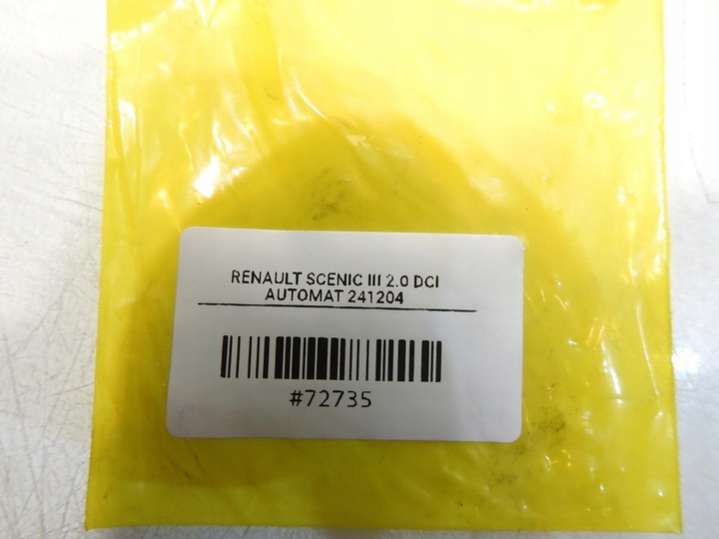 RENAULT SCENIC III 2.0 DCI
AUTOMAT 241204
#72735